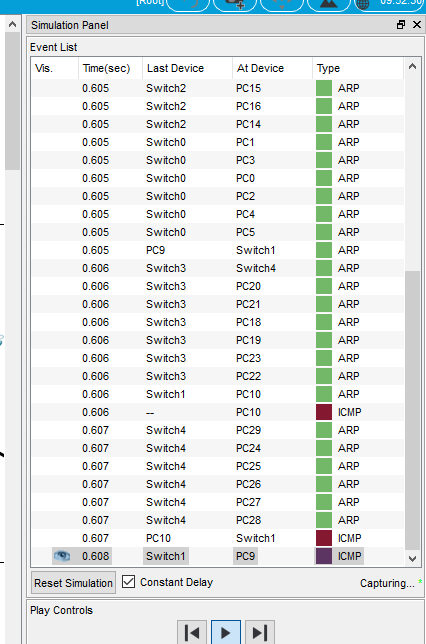 [Root]
09:52:50
Simulation Panel
Event List
Vis. Time(sec) Last Device At Device Type
0.605 Switch2 PC15 ARP
0.605 Switch2 PC16 ARP
0.605 Switch2 PC14 ARP
0.605 Switch0 PC1 ARP
0.605 Switch0 PC3 ARP
0.605 Switch0 PC0 ARP
0.605 Switch0 PC2 ARP
0.605 Switch0 PC4 ARP
0.605 Switch0 PC5 ARP
0.605 PC9 Switch1 ARP
0.606 Switch3 Switch4 ARP
0.606 Switch3 PC20 ARP
0.606 Switch3 PC21 ARP
0.606 Switch3 PC18 ARP
0.606 Switch3 PC19 ARP
0.606 Switch3 PC23 ARP
0.606 Switch3 PC22 ARP
0.606 Switch1 PC10 ARP
0.606 -- PC10 ICMP
0.607 Switch4 PC29 ARP
0.607 Switch4 PC24 ARP
0.607 Switch4 PC25 ARP
0.607 Switch4 PC26 ARP
0.607 Switch4 PC27 ARP
0.607 Switch4 PC28 ARP
0.607 PC10 Switch1 ICMP
0.608 Switch1 PC9 ICMP
Reset Simulation Constant Delay Capturing... *
Play Controls